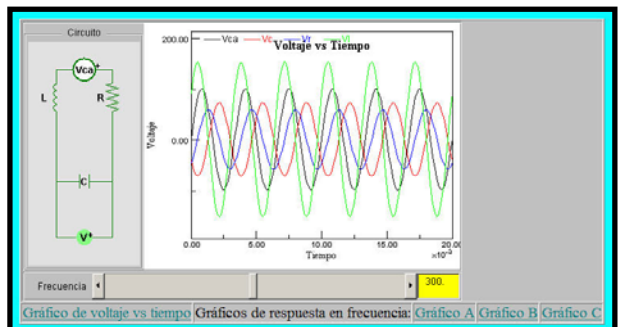 Circuito
Vca +
L
R
C
V+
200.00
Vca Vc Vr Vl
Voltaje vs Tiempo
Voltaje
0.00
0.00 5.00 10.00 15.00 20.00
Tiempo
×10-3
Frecuencia 300.
Gráfico de voltaje vs tiempo Gráficos de respuesta en frecuencia: Gráfico A Gráfico B Gráfico C